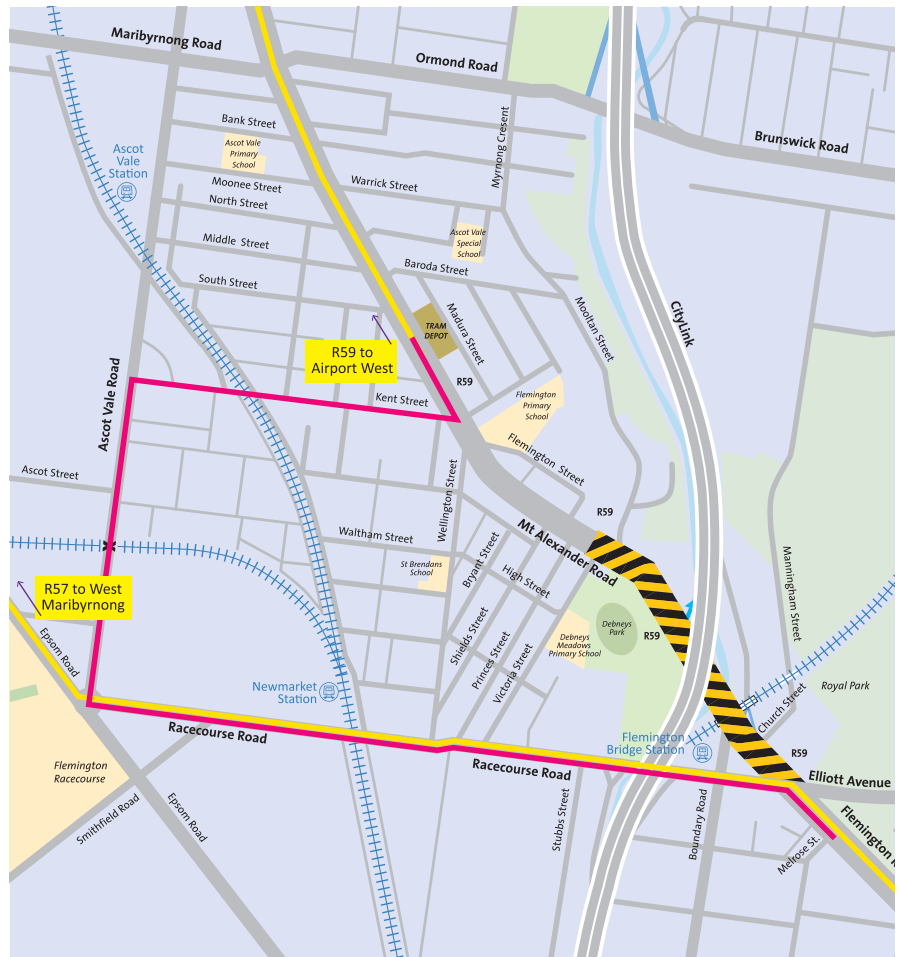 Maribyrnong Road
Ormond Road
Brunswick Road
Bank Street
Ascot Vale
Primary
School
Myrnong Cresent
Ascot
Vale
Station
Moonee Street
Warrick Street
North Street
Middle Street
Ascot Vale
Special
School
Baroda Street
South Street
Mooltan Street
CityLink
Madura Street
TRAM
DEPOT
R59 to
Airport West
R59
Ascot Vale Road
Kent Street
Flemington
Primary
School
Flemington Street
Ascot Street
Wellington Street
R59
Mt Alexander Road
Waltham Street
Bryant Street
St Brendans
School
High Street
Manningham Street
R57 to West
Maribyrnong
Epsom Road
Shields Street
Princes Street
Victoria Street
Debneys
Meadows
Primary School
Debneys
Park
R59
Royal Park
Newmarket
Station
Church Street
Racecourse Road
Flemington
Bridge Station
R59
Flemington
Racecourse
Racecourse Road
Elliott Avenue
Smithfield Road
Epsom Road
Stubbs Street
Boundary Road
Melrose St.
Flemington R